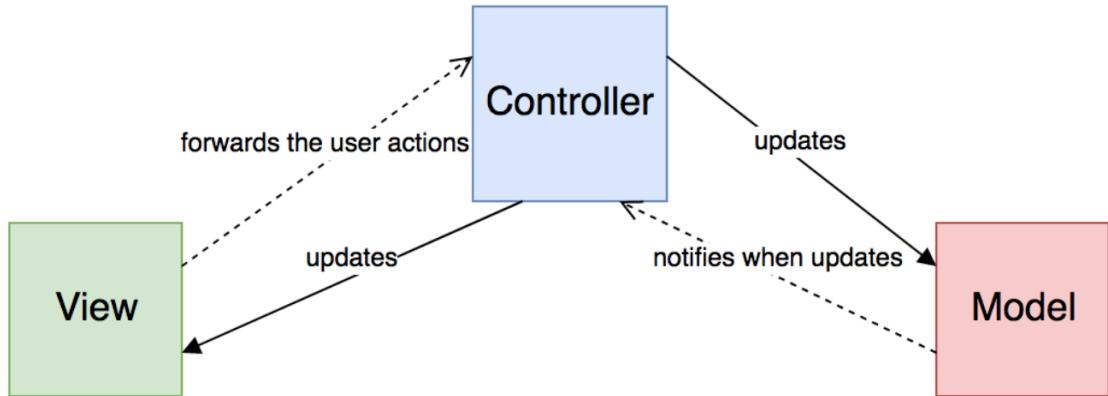 Controller
forwards the user actions
updates
updates
notifies when updates
View
Model